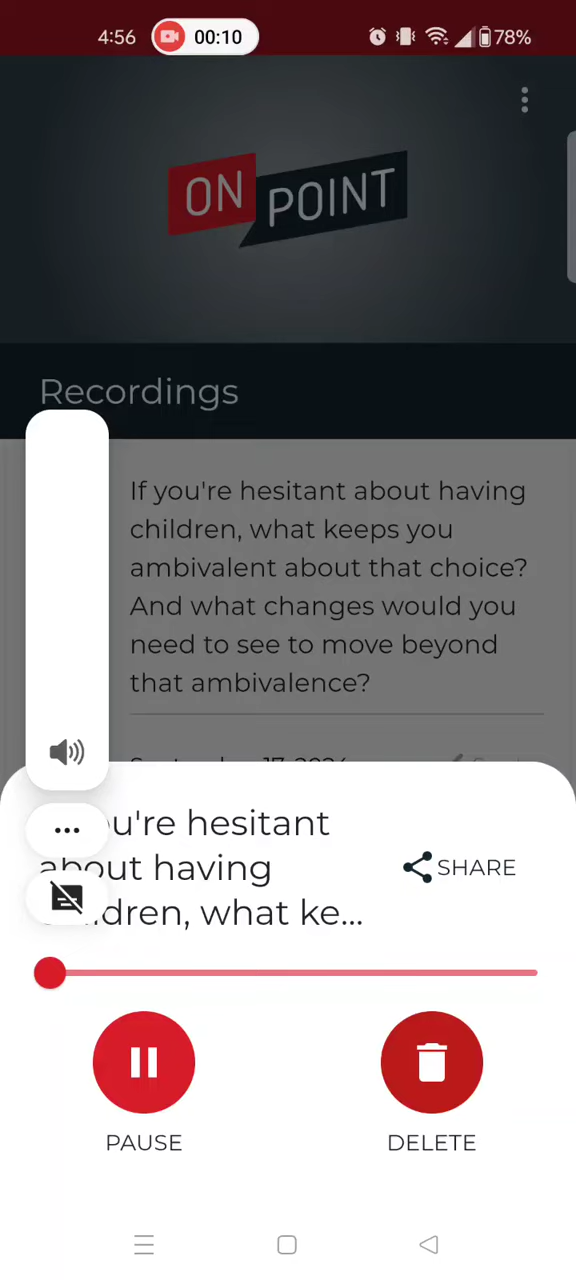 4:56
00:10
78%
ON POINT
Recordings
If you're hesitant about having
children, what keeps you
ambivalent about that choice?
And what changes would you
need to see to move beyond
that ambivalence?
u're hesitant
about having
dren, what ke...
SHARE
PAUSE
DELETE